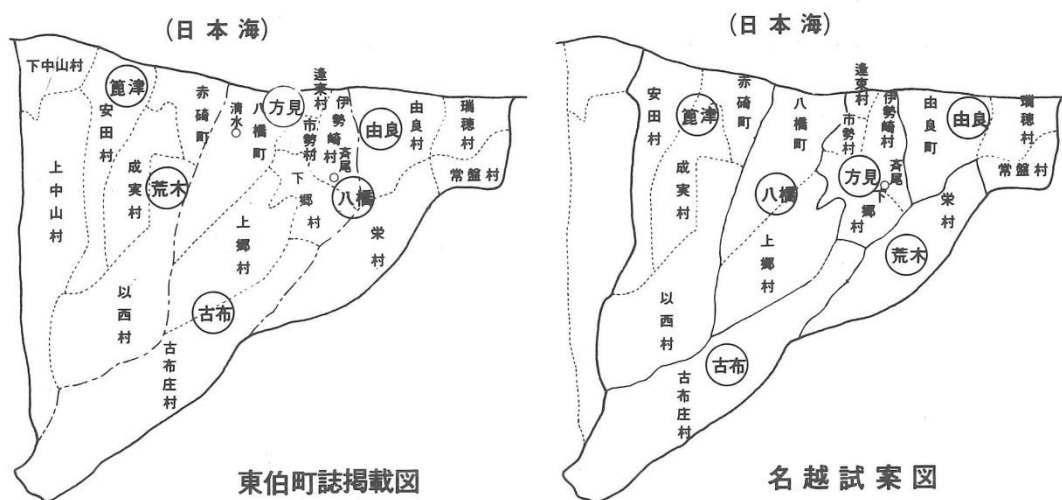 (日本海)
下中山村
篦津
安田村
上中山村
成実村
荒木
以西村
赤碕町
清水
八橋町
方見
逢束村
市勢村
伊勢崎村
斉尾
下郷村
上郷村
由良
由良村
八橋
瑞穂村
常盤村
栄村
古布
古布庄村
東伯町誌掲載図
(日本海)
安田村
篦津
成実村
以西村
赤碕町
八橋町
八橋
上郷村
逢束村
市勢村
伊勢崎村
方見
斉尾
下郷村
由良町
由良
瑞穂村
常盤村
栄村
荒木
古布
古布庄村
名越試案図